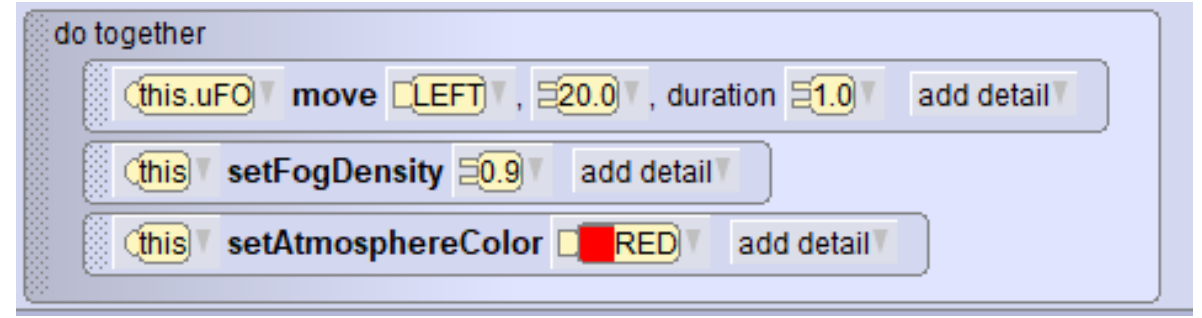 do together
this.uFO move LEFT , 20.0 , duration 1.0 add detail
this setFogDensity 0.9 add detail
this setAtmosphereColor RED add detail